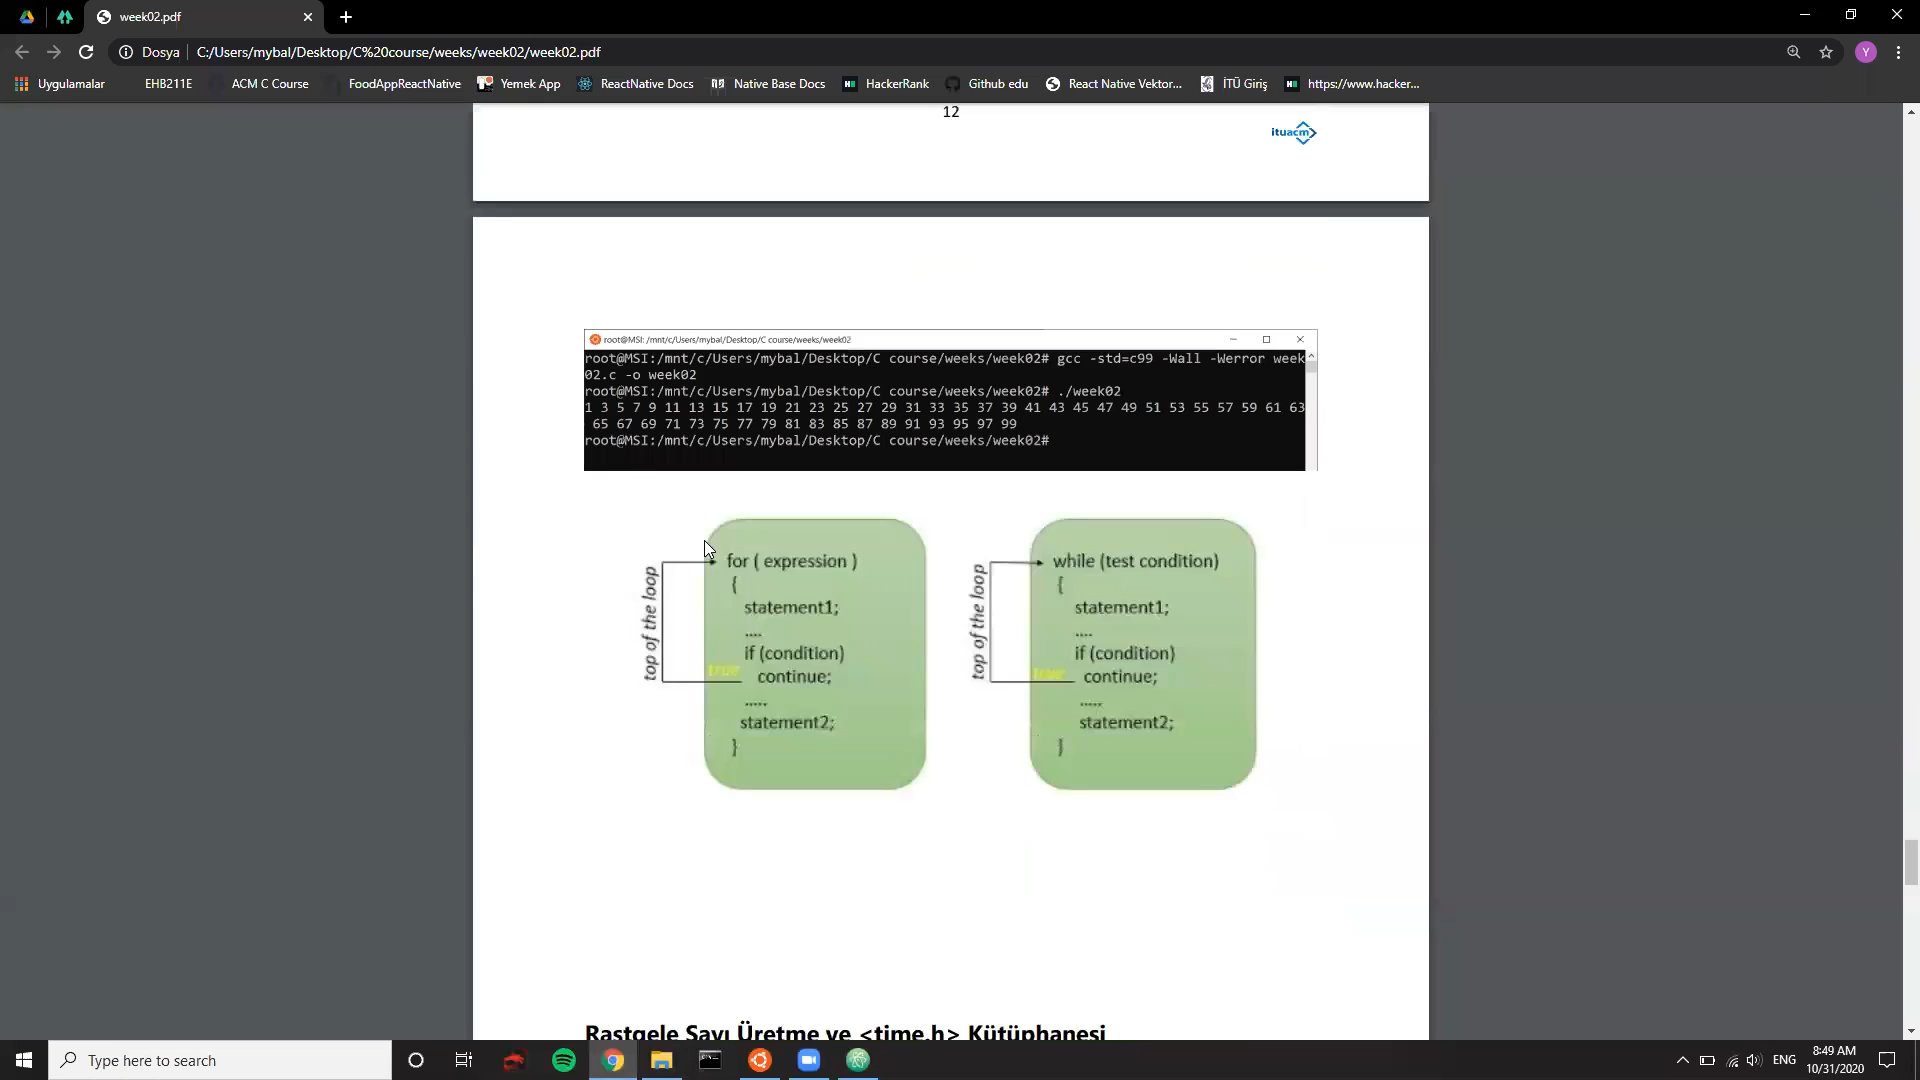 week02.pdf
Dosya C:/Users/mybal/Desktop/C%20course/weeks/week02/week02.pdf
Y
Uygulamalar EHB211E ACM C Course FoodAppReactNative Yemek App ReactNative Docs Native Base Docs HackerRank Github edu React Native Vektor... İTÜ Giriş https://www.hacker...
12
ituacm
root@MSI: /mnt/c/Users/mybal/Desktop/C course/weeks/week02
root@MSI:/mnt/c/Users/mybal/Desktop/C course/weeks/week02# gcc -std=c99 -Wall -Werror week
02.c -o week02
root@MSI:/mnt/c/Users/mybal/Desktop/C course/weeks/week02# ./week02
1 3 5 7 9 11 13 15 17 19 21 23 25 27 29 31 33 35 37 39 41 43 45 47 49 51 53 55 57 59 61 63
65 67 69 71 73 75 77 79 81 83 85 87 89 91 93 95 97 99
root@MSI:/mnt/c/Users/mybal/Desktop/C course/weeks/week02#
top of the loop
for ( expression )
{
statement1;
....
if (condition)
true
continue;
.....
statement2;
}
top of the loop
while (test condition)
{
statement1;
....
if (condition)
true
continue;
.....
statement2;
}
Rastgele Sayı Üretme ve <time.h> Kütüphanesi
Type here to search
ENG
8:49 AM
10/31/2020